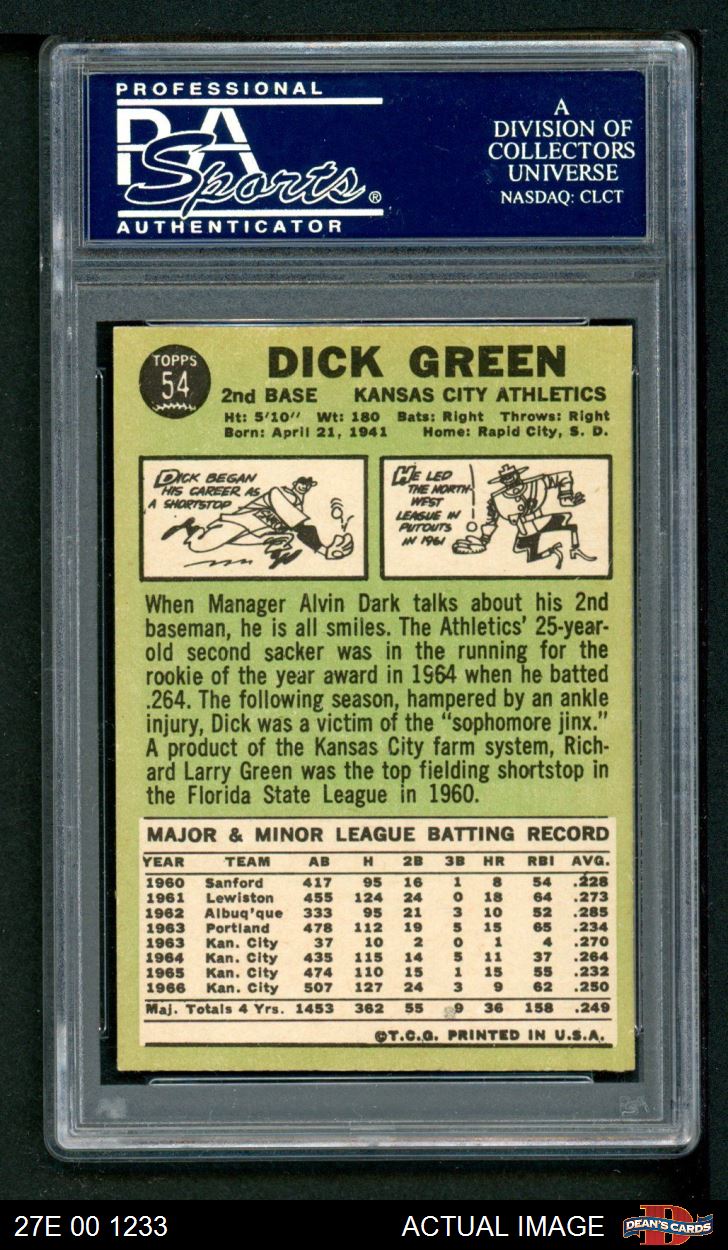 PROFESSIONAL
PSA
Sports®
AUTHENTICATOR
A
DIVISION OF
COLLECTORS
UNIVERSE
NASDAQ: CLCT
TOPPS
54
DICK GREEN
2nd BASE KANSAS CITY ATHLETICS
Ht: 5'10" Wt: 180 Bats: Right Throws: Right
Born: April 21, 1941 Home: Rapid City, S. D.
DICK BEGAN
HIS CAREER AS
A SHORTSTOP
HE LED
THE NORTH-
WEST
LEAGUE IN
PUTOUTS
IN 1961
When Manager Alvin Dark talks about his 2nd
baseman, he is all smiles. The Athletics' 25-year-
old second sacker was in the running for the
rookie of the year award in 1964 when he batted
.264. The following season, hampered by an ankle
injury, Dick was a victim of the "sophomore jinx."
A product of the Kansas City farm system, Rich-
ard Larry Green was the top fielding shortstop in
the Florida State League in 1960.
MAJOR & MINOR LEAGUE BATTING RECORD
YEAR TEAM AB H 2B 3B HR RBI AVG.
1960 Sanford 417 95 16 1 8 54 .228
1961 Lewiston 455 124 24 0 18 64 .273
1962 Albuq'que 333 95 21 3 10 52 .285
1963 Portland 478 112 19 5 15 65 .234
1963 Kan. City 37 10 2 0 1 4 .270
1964 Kan. City 435 115 14 5 11 37 .264
1965 Kan. City 474 110 15 1 15 55 .232
1966 Kan. City 507 127 24 3 9 62 .250
Maj. Totals 4 Yrs. 1453 362 55 9 36 158 .249
©T.C.G. PRINTED IN U.S.A.
27E 00 1233
ACTUAL IMAGE
DEAN'S CARDS